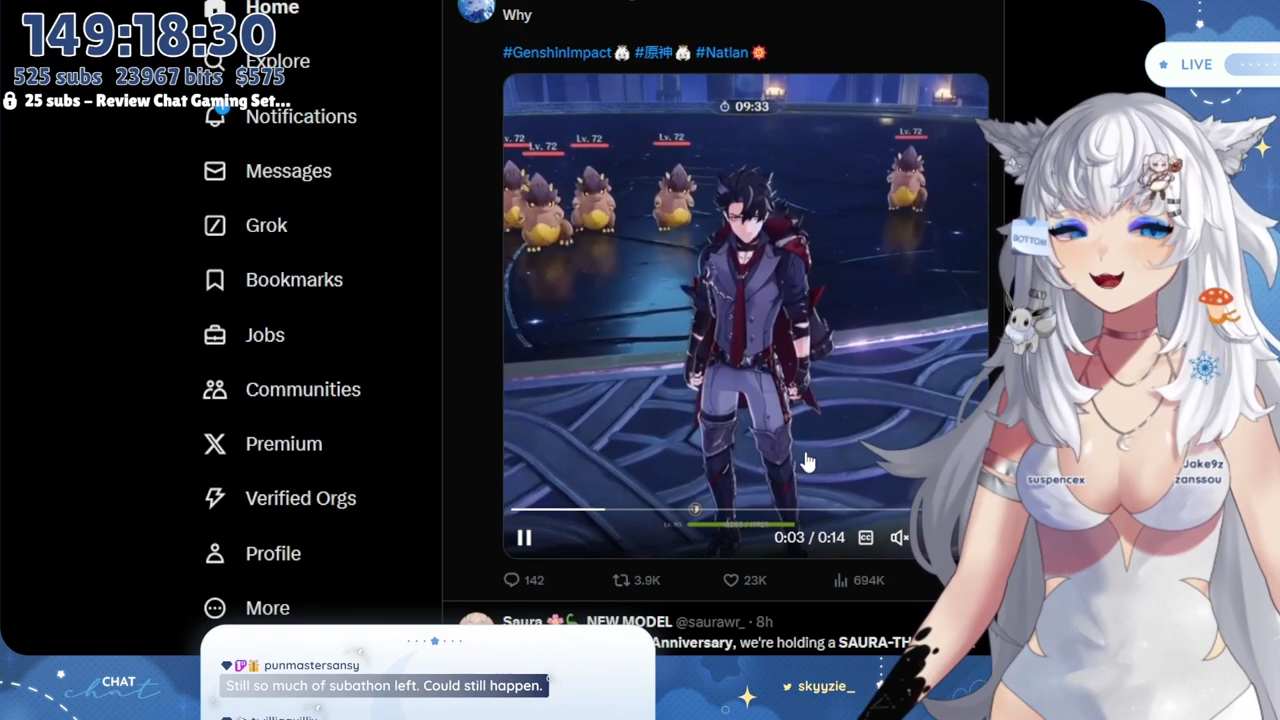 149:18:30
525 subs 23967 bits $575
25 subs – Review Chat Gaming Set...
Home
Explore
Notifications
Messages
Grok
Bookmarks
Jobs
Communities
Premium
Verified Orgs
Profile
More
Why
#GenshinImpact #原神 #Natlan
09:33
Lv. 72
Lv. 72
Lv. 72
Lv. 72
Lv. 72
0:03 / 0:14
CC
142
3.9K
23K
694K
Saura NEW MODEL @saurawr_ · 8h
Anniversary, we're holding a SAURA-TH
LIVE
BOTTOM
suspencex
Jake9z
zanssou
CHAT
chat
punmastersansy
Still so much of subathon left. Could still happen.
skyyzie_